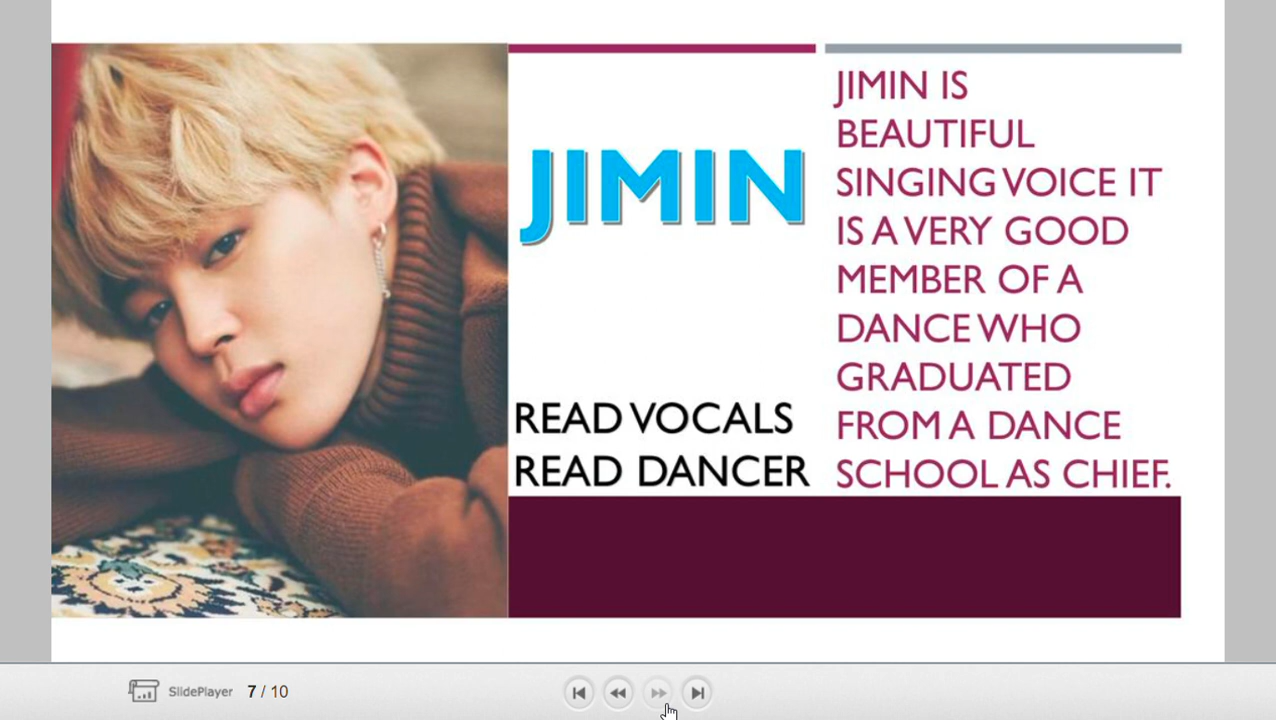 JIMIN
READ VOCALS
READ DANCER
JIMIN IS
BEAUTIFUL
SINGING VOICE IT
IS A VERY GOOD
MEMBER OF A
DANCE WHO
GRADUATED
FROM A DANCE
SCHOOL AS CHIEF.
SlidePlayer 7 / 10